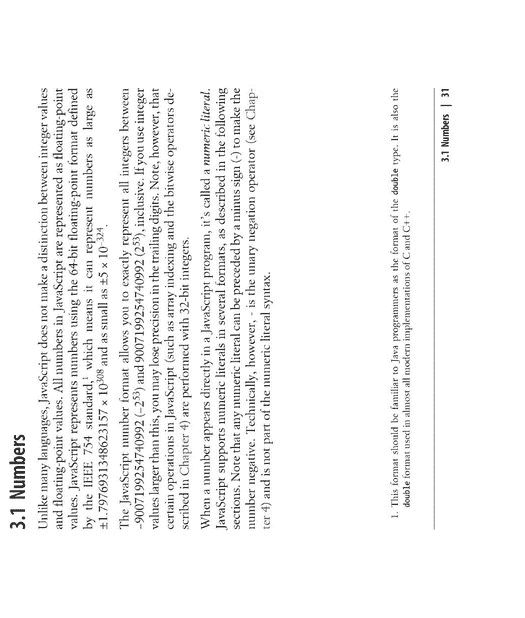 3.1 Numbers
Unlike many languages, JavaScript does not make a distinction between integer values
and floating-point values. All numbers in JavaScript are represented as floating-point
values. JavaScript represents numbers using the 64-bit floating-point format defined
by the IEEE 754 standard,¹ which means it can represent numbers as large as
±1.7976931348623157 × 10³⁰⁸ and as small as ±5 × 10⁻³²⁴.
The JavaScript number format allows you to exactly represent all integers between
−9007199254740992 (−2⁵³) and 9007199254740992 (2⁵³), inclusive. If you use integer
values larger than this, you may lose precision in the trailing digits. Note, however, that
certain operations in JavaScript (such as array indexing and the bitwise operators de-
scribed in Chapter 4) are performed with 32-bit integers.
When a number appears directly in a JavaScript program, it's called a numeric literal.
JavaScript supports numeric literals in several formats, as described in the following
sections. Note that any numeric literal can be preceded by a minus sign (-) to make the
number negative. Technically, however, - is the unary negation operator (see Chap-
ter 4) and is not part of the numeric literal syntax.
1. This format should be familiar to Java programmers as the format of the double type. It is also the
double format used in almost all modern implementations of C and C++.
3.1 Numbers | 31